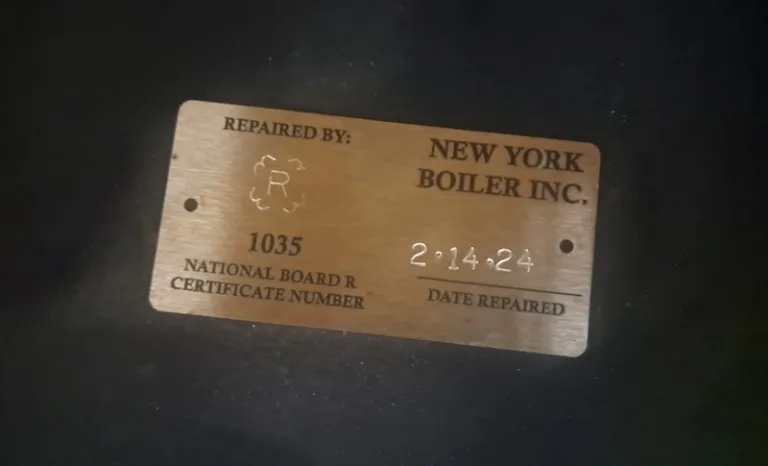 REPAIRED BY:
R
1035
NATIONAL BOARD R
CERTIFICATE NUMBER
NEW YORK
BOILER INC.
2·14·24
DATE REPAIRED